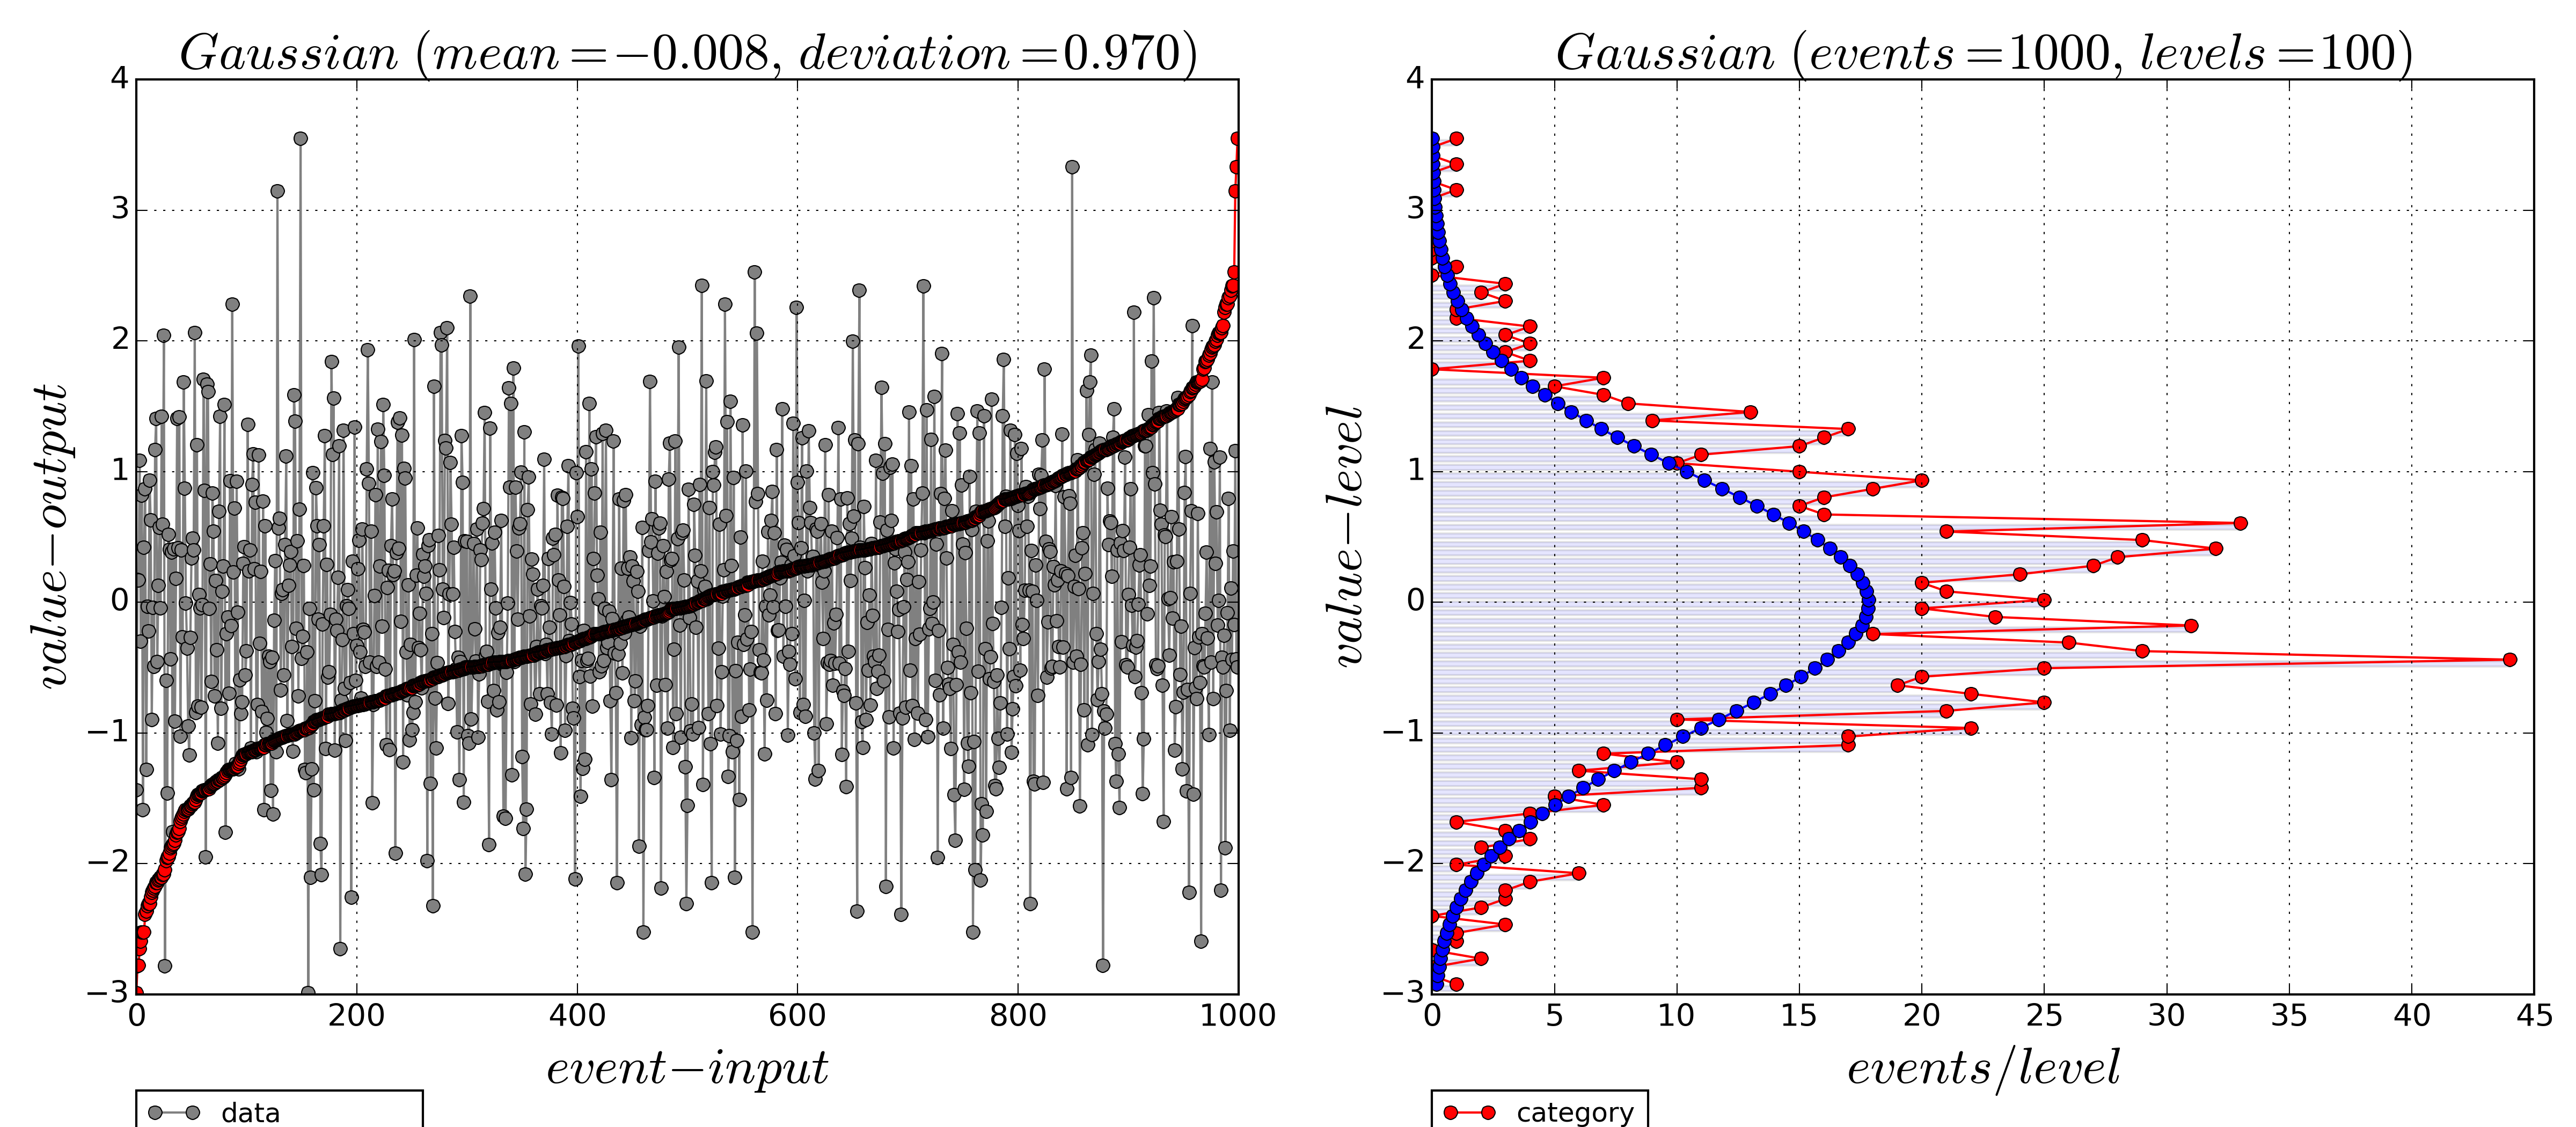 Gaussian (mean=−0.008, deviation=0.970)
4
3
2
1
0
−1
−2
−3
value−output
0 200 400 600 800 1000
event−input
data
Gaussian (events=1000, levels=100)
4
3
2
1
0
−1
−2
−3
value−level
0 5 10 15 20 25 30 35 40 45
events/level
category